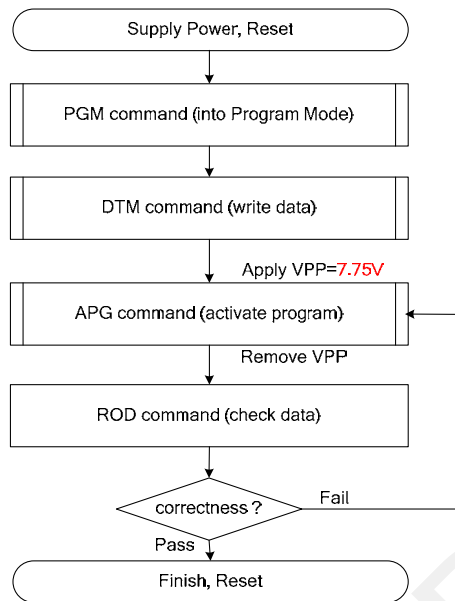 Supply Power, Reset
PGM command (into Program Mode)
DTM command (write data)
Apply VPP=7.75V
APG command (activate program)
Remove VPP
ROD command (check data)
correctness ?
Fail
Pass
Finish, Reset